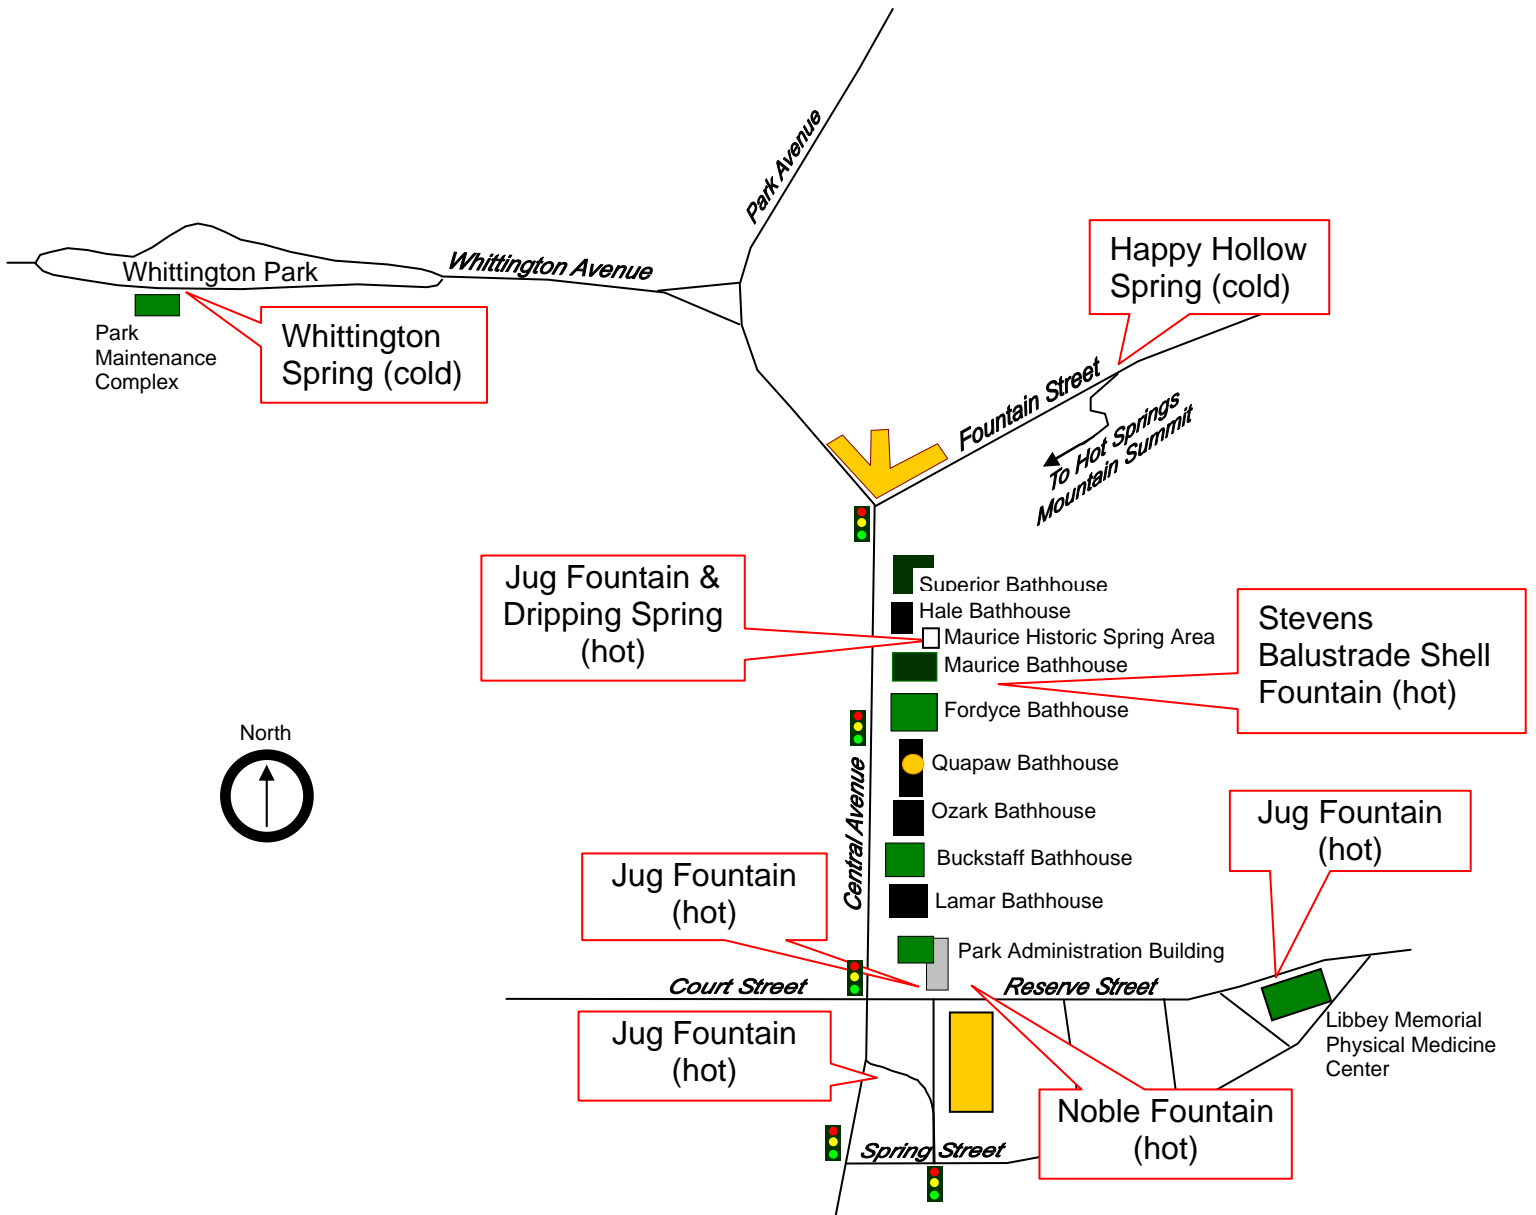 Park Avenue
Whittington Park
Whittington Avenue
Happy Hollow
Spring (cold)
Park
Maintenance
Complex
Whittington
Spring (cold)
Fountain Street
To Hot Springs
Mountain Summit
Jug Fountain &
Dripping Spring
(hot)
Superior Bathhouse
Hale Bathhouse
Maurice Historic Spring Area
Maurice Bathhouse
Stevens
Balustrade Shell
Fountain (hot)
Fordyce Bathhouse
North
Quapaw Bathhouse
Central Avenue
Ozark Bathhouse
Jug Fountain
(hot)
Buckstaff Bathhouse
Jug Fountain
(hot)
Lamar Bathhouse
Park Administration Building
Court Street
Reserve Street
Jug Fountain
(hot)
Libbey Memorial
Physical Medicine
Center
Noble Fountain
(hot)
Spring Street